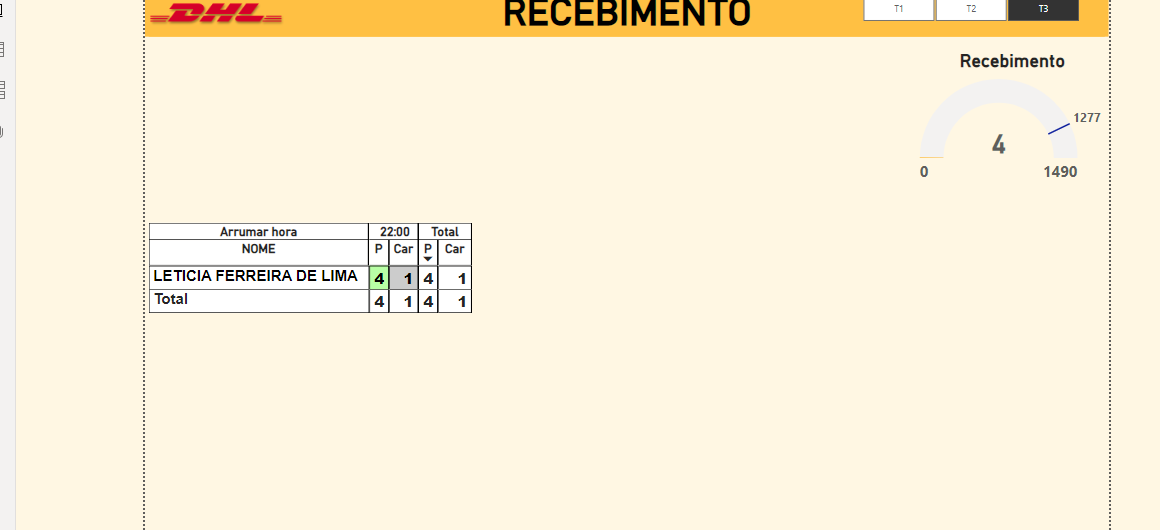 DHL
RECEBIMENTO
T1 T2 T3
Recebimento
1277
4
0 1490
Arrumar hora 22:00 Total
NOME P Car P Car
LETICIA FERREIRA DE LIMA 4 1 4 1
Total 4 1 4 1